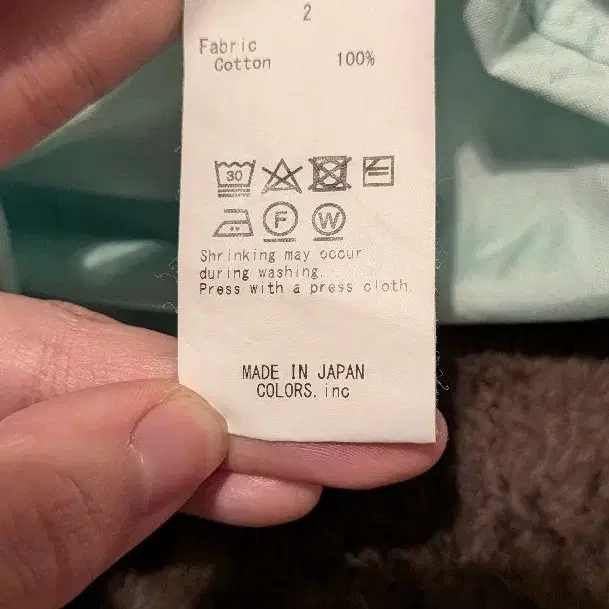 2
Fabric
Cotton 100%
30
F W
Shrinking may occur
during washing.
Press with a press cloth.
MADE IN JAPAN
COLORS. inc